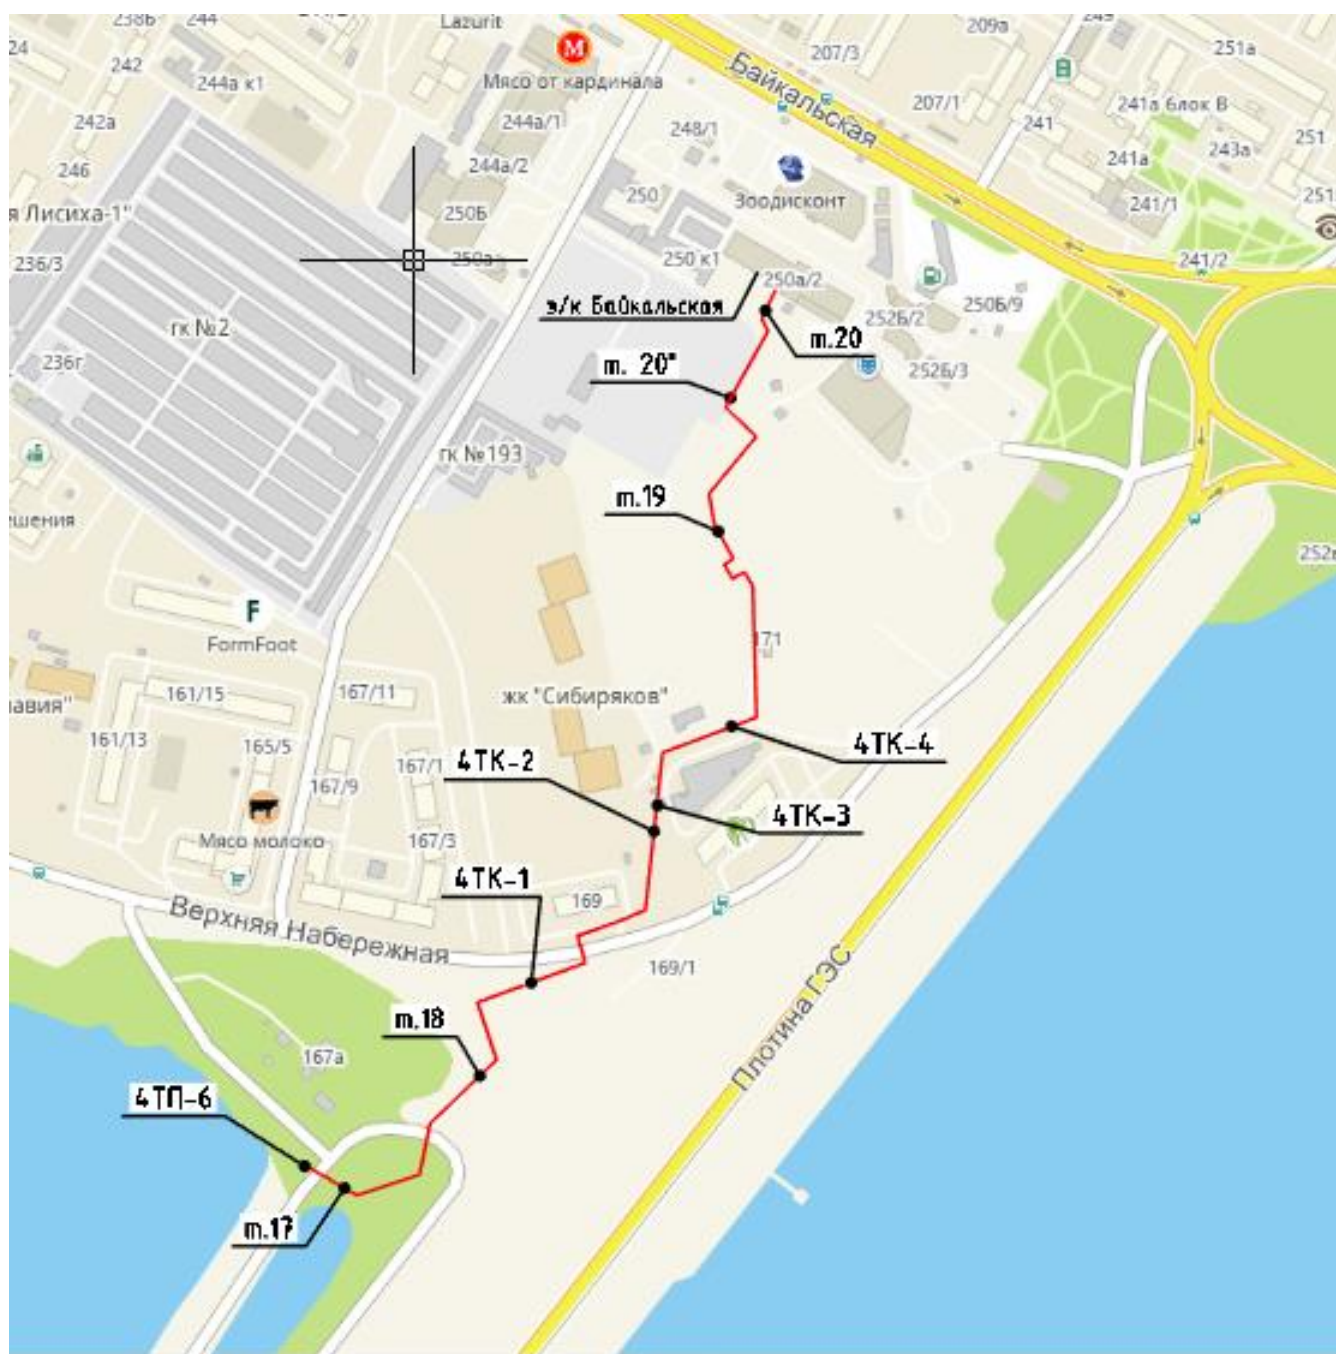 238Б
244
Lazurit
209а
249
24
242
244а к1
Мясо от кардинала
Байкальская
207/3
251а
242а
244а/1
248/1
207/1
241
241а блок В
251
246
244а/2
241а
243а
я Лисиха-1"
250Б
250
Зоодисконт
241/1
251
236/3
250а
250 к1
250а/2
241/2
э/к Байкальская
250Б/9
гк №2
252Б/2
т.20
236г
т. 20"
252Б/3
гк №193
т.19
ешения
252
FormFoot
171
161/15
167/11
жк "Сибиряков"
авия"
161/13
165/5
4ТК-2
167/1
4ТК-4
167/9
Мясо молоко
167/3
4ТК-3
4ТК-1
Верхняя Набережная
169
169/1
Плотина ГЭС
т.18
167а
4ТП-6
т.17